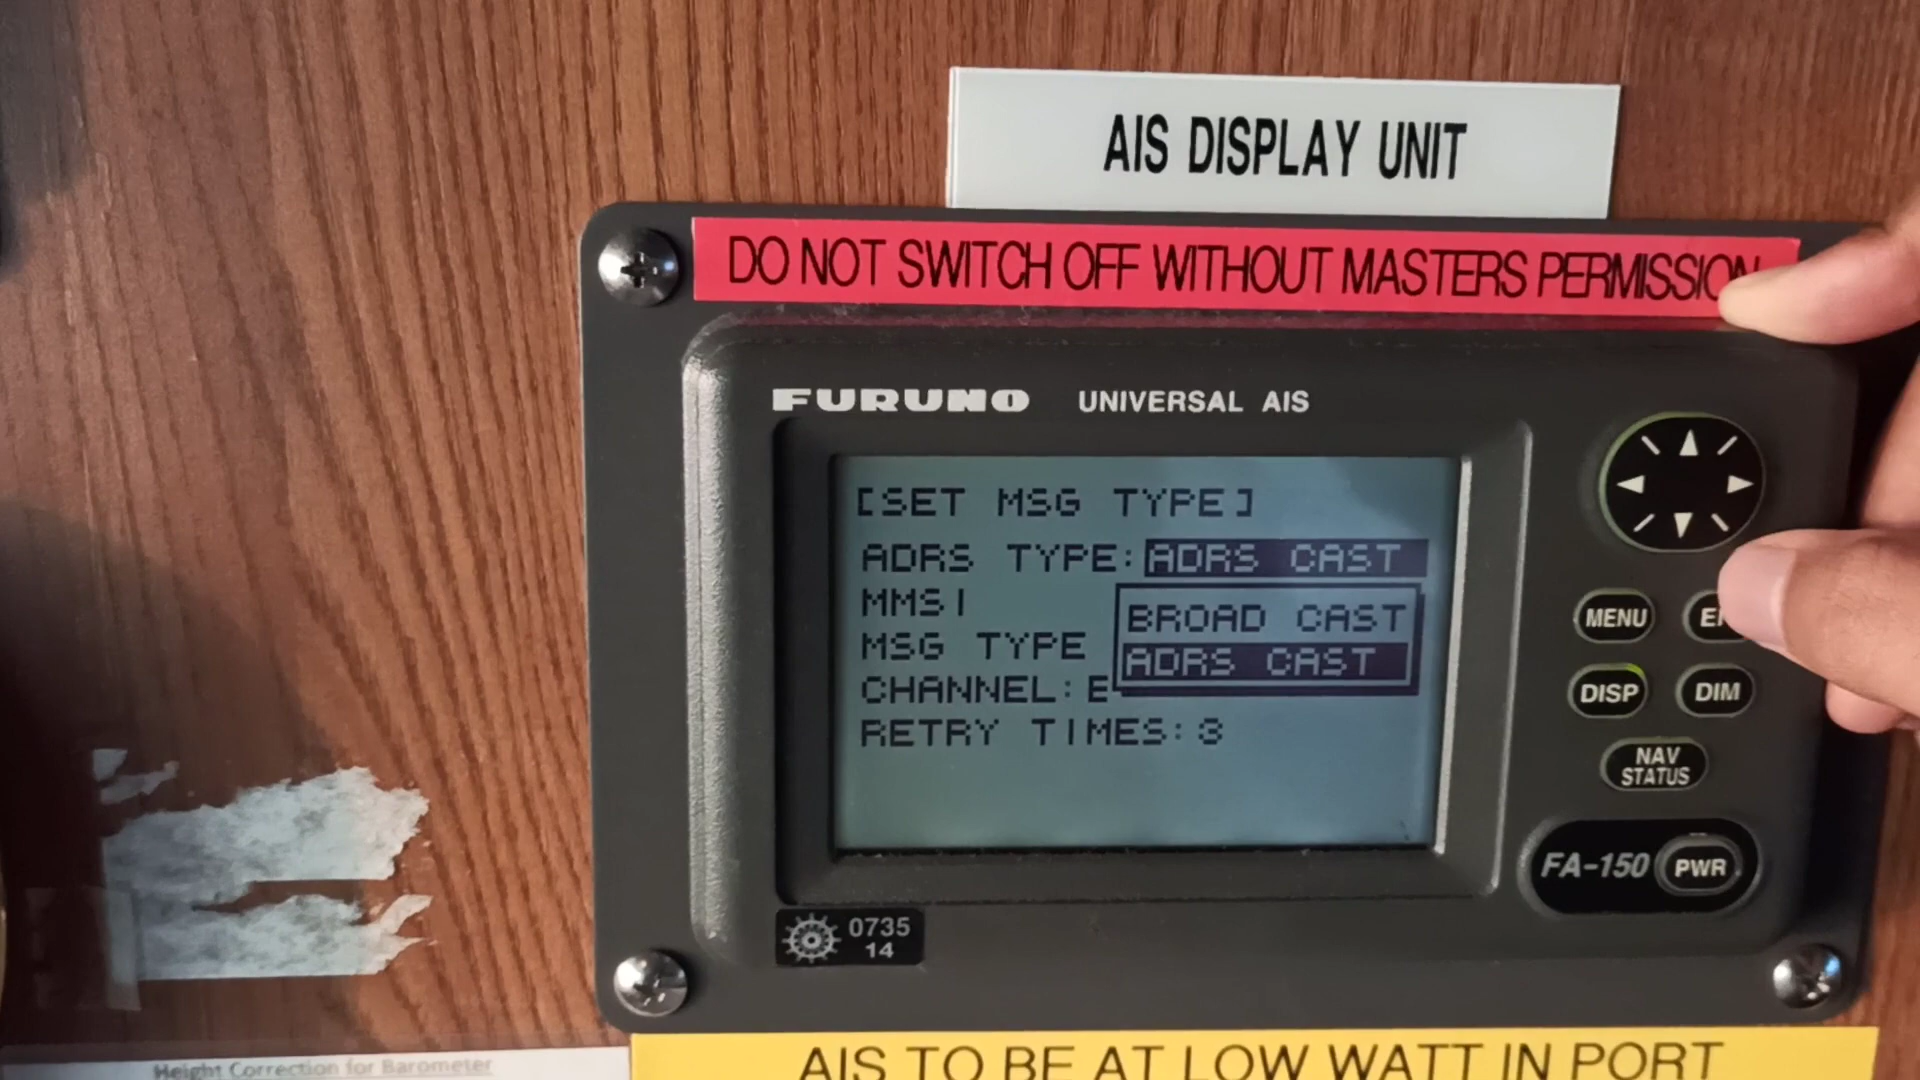 AIS DISPLAY UNIT
DO NOT SWITCH OFF WITHOUT MASTERS PERMISSION
FURUNO UNIVERSAL AIS
[SET MSG TYPE]
ADRS TYPE:ADRS CAST
MMSI
BROAD CAST
MSG TYPE
ADRS CAST
CHANNEL:
RETRY TIMES:3
MENU
DISP
DIM
NAV
STATUS
FA-150
PWR
0735
14
AIS TO BE AT LOW WATT IN PORT
Height Correction for Barometer